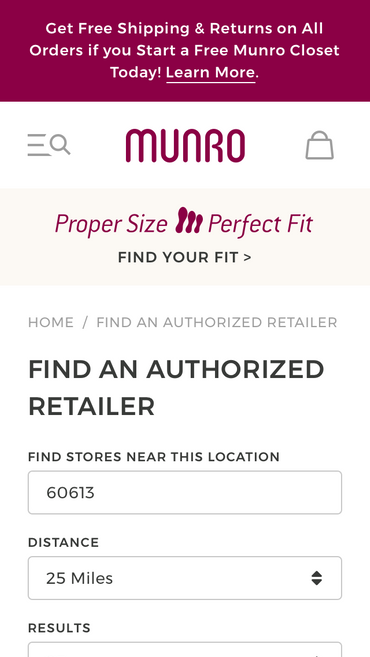 Get Free Shipping & Returns on All
Orders if you Start a Free Munro Closet
Today! Learn More.
MUNRO
Proper Size Perfect Fit
FIND YOUR FIT >
HOME / FIND AN AUTHORIZED RETAILER
FIND AN AUTHORIZED
RETAILER
FIND STORES NEAR THIS LOCATION
60613
DISTANCE
25 Miles
RESULTS